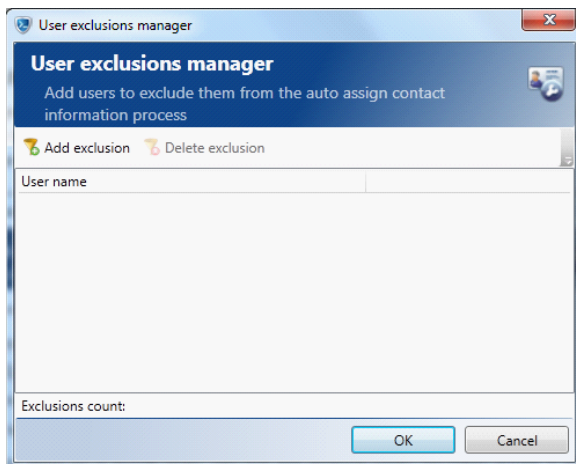 User exclusions manager
User exclusions manager
Add users to exclude them from the auto assign contact
information process
Add exclusion Delete exclusion
User name
Exclusions count:
OK Cancel